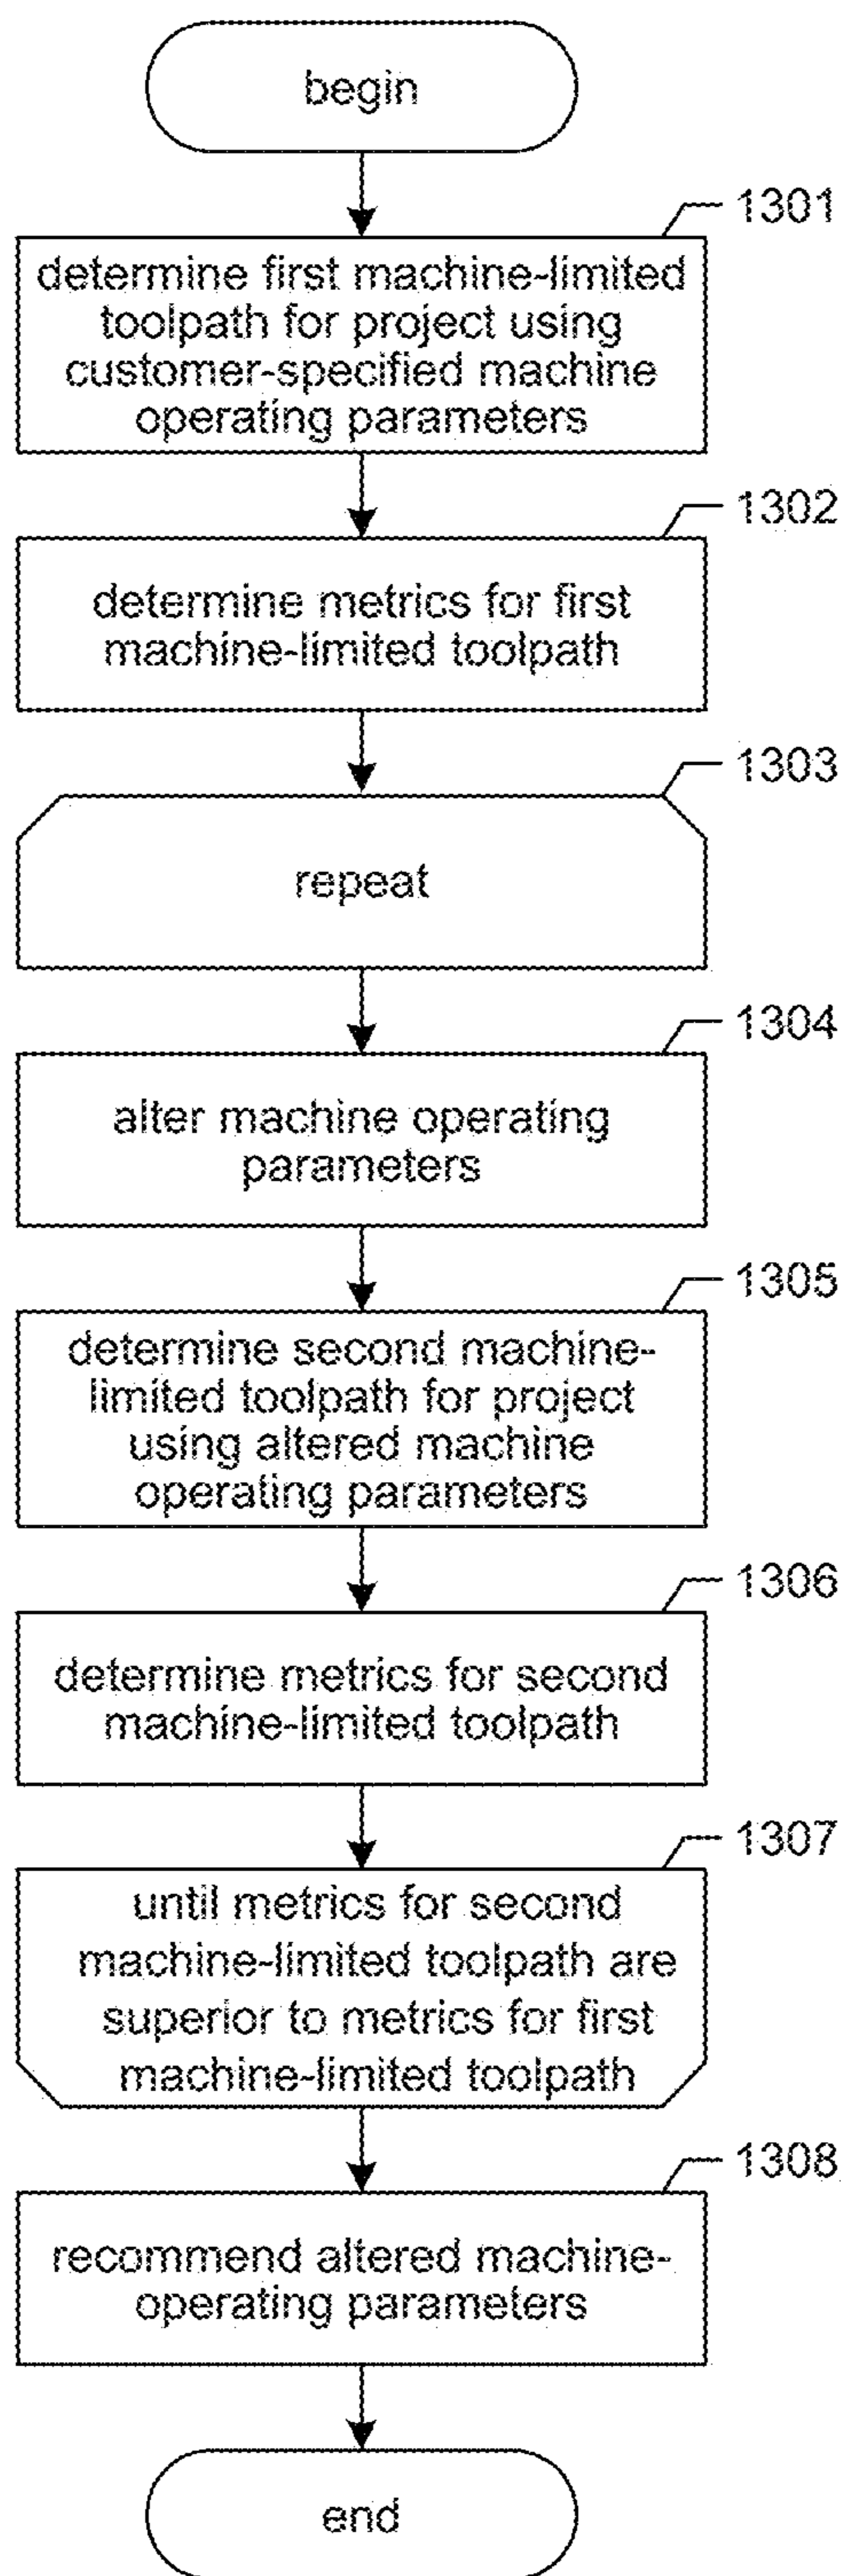 begin
1301
determine first machine-limited
toolpath for project using
customer-specified machine
operating parameters
1302
determine metrics for first
machine-limited toolpath
1303
repeat
1304
alter machine operating
parameters
1305
determine second machine-
limited toolpath for project
using altered machine
operating parameters
1306
determine metrics for second
machine-limited toolpath
1307
until metrics for second
machine-limited toolpath are
superior to metrics for first
machine-limited toolpath
1308
recommend altered machine-
operating parameters
end